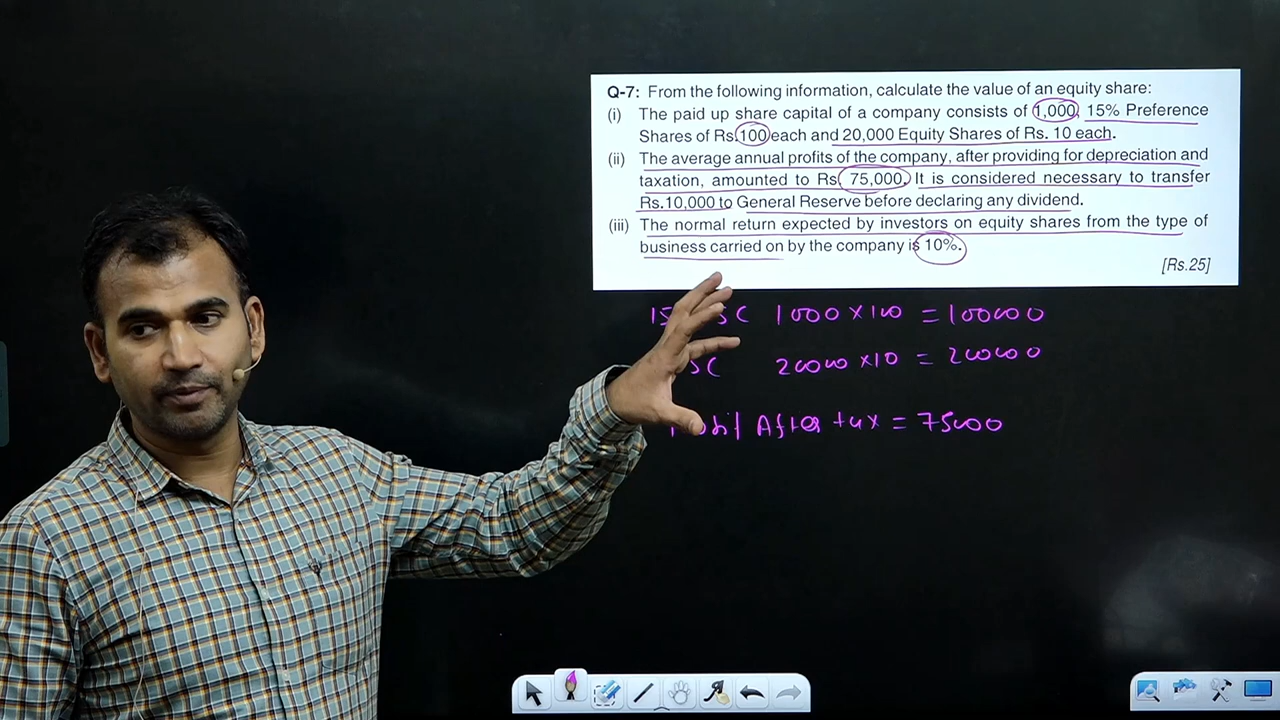 Q-7: From the following information, calculate the value of an equity share:
(i) The paid up share capital of a company consists of 1,000, 15% Preference
Shares of Rs.100 each and 20,000 Equity Shares of Rs. 10 each.
(ii) The average annual profits of the company, after providing for depreciation and
taxation, amounted to Rs. 75,000. It is considered necessary to transfer
Rs.10,000 to General Reserve before declaring any dividend.
(iii) The normal return expected by investors on equity shares from the type of
business carried on by the company is 10%.
[Rs.25]
1000 × 100 = 100000
20000 × 10 = 200000
After tax = 75000